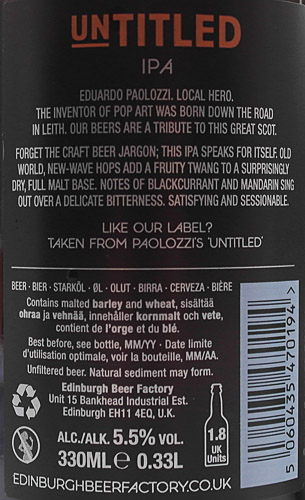 UNTITLED
IPA
EDUARDO PAOLOZZI. LOCAL HERO.
THE INVENTOR OF POP ART WAS BORN DOWN THE ROAD
IN LEITH. OUR BEERS ARE A TRIBUTE TO THIS GREAT SCOT.
FORGET THE CRAFT BEER JARGON; THIS IPA SPEAKS FOR ITSELF. OLD
WORLD, NEW-WAVE HOPS ADD A FRUITY TWANG TO A SURPRISINGLY
DRY, FULL MALT BASE. NOTES OF BLACKCURRANT AND MANDARIN SING
OUT OVER A DELICATE BITTERNESS. SATISFYING AND SESSIONABLE.
LIKE OUR LABEL?
TAKEN FROM PAOLOZZI'S 'UNTITLED'
BEER • BIER • STARKÖL • ØL • OLUT • BIRRA • CERVEZA • BIÈRE
Contains malted barley and wheat, sisältää
ohraa ja vehnää, innehåller kornmalt och vete,
contient de l'orge et du blé.
Best before, see bottle, MM/YY • Date limite
d'utilisation optimale, voir la bouteille, MM/AA.
Unfiltered beer. Natural sediment may form.
Edinburgh Beer Factory
Unit 15 Bankhead Industrial Est.
Edinburgh EH11 4EQ, U.K.
ALC./ALK. 5.5% VOL.
330ML ℮ 0.33L
1.8
UK
Units
EDINBURGHBEERFACTORY.CO.UK
5 060435 470194 >